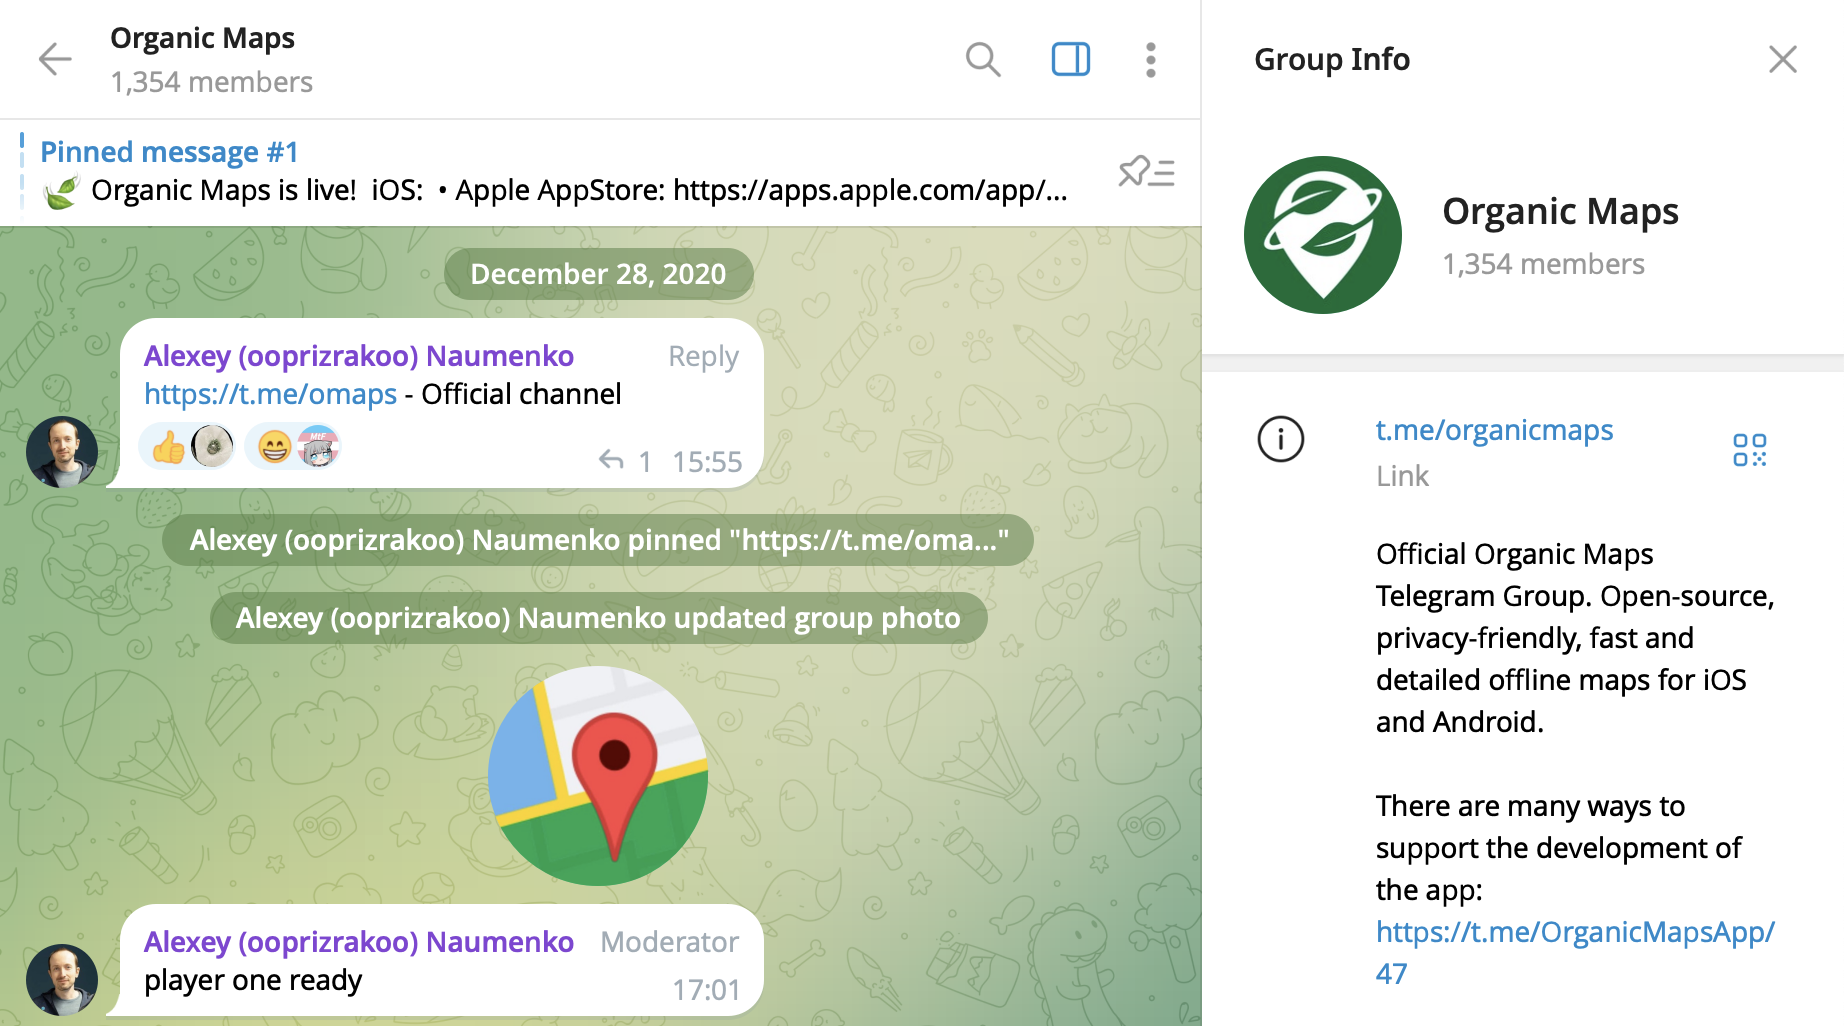 Organic Maps
1,354 members
Pinned message #1
🍃 Organic Maps is live! iOS: • Apple AppStore: https://apps.apple.com/app/...
December 28, 2020
Alexey (ooprizrakoo) Naumenko Reply
https://t.me/omaps - Official channel
1 15:55
Alexey (ooprizrakoo) Naumenko pinned "https://t.me/oma..."
Alexey (ooprizrakoo) Naumenko updated group photo
Alexey (ooprizrakoo) Naumenko Moderator
player one ready
17:01
Group Info
Organic Maps
1,354 members
t.me/organicmaps
Link
Official Organic Maps
Telegram Group. Open-source,
privacy-friendly, fast and
detailed offline maps for iOS
and Android.
There are many ways to
support the development of
the app:
https://t.me/OrganicMapsApp/
47